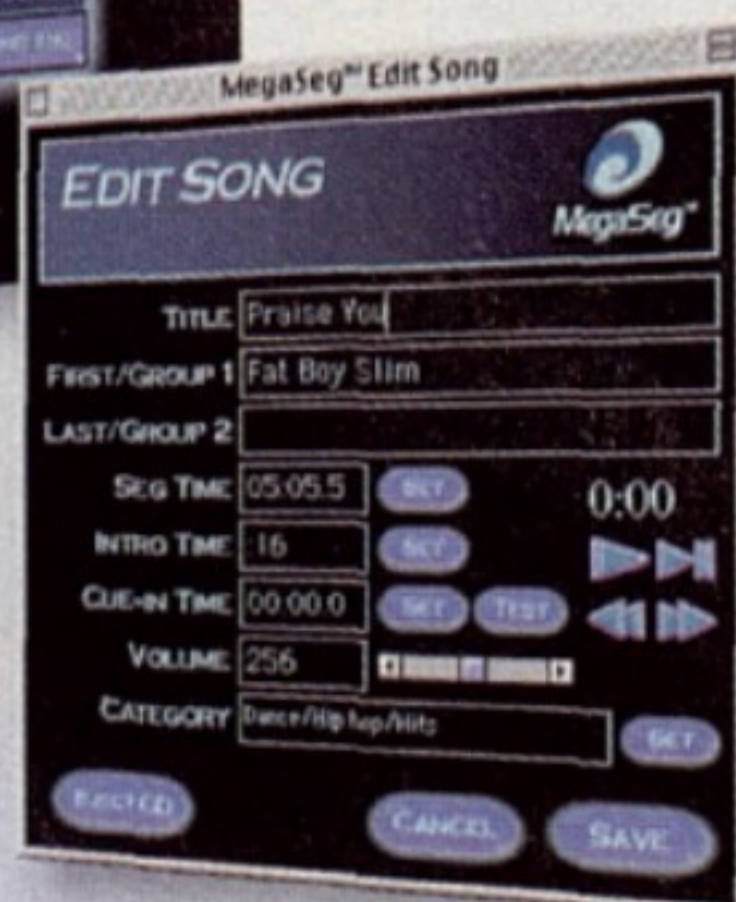 MegaSeg™ Edit Song
EDIT SONG
MegaSeg™
TITLE Praise You
FIRST/GROUP 1 Fat Boy Slim
LAST/GROUP 2
SEG TIME 05:05.5 SET 0:00
INTRO TIME :16 SET
CUE-IN TIME 00:00.0 SET TEST
VOLUME 256
CATEGORY Dance/Hip hop/Hits SET
EJECT CD CANCEL SAVE